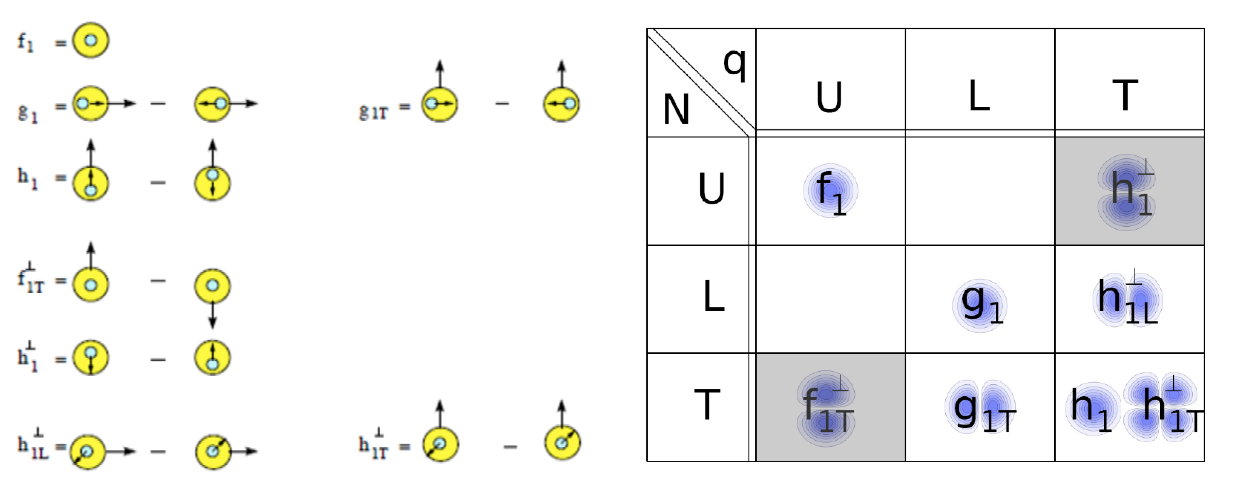 f₁ =
g₁ = −
g₁T = −
h₁ = −
f⊥₁T = −
h⊥₁ = −
h⊥₁L = −
h⊥₁T = −
q
N
U L T
U f₁ h⊥₁
L g₁ h⊥₁L
T f⊥₁T g₁T h₁ h⊥₁T